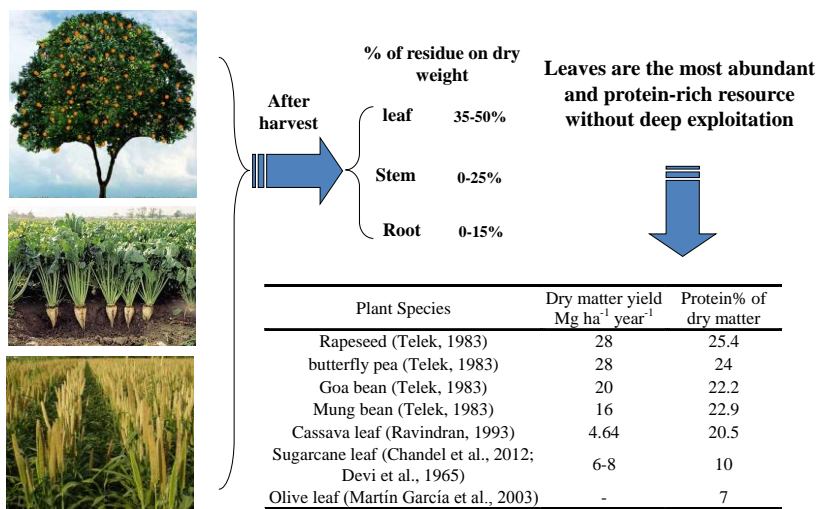 % of residue on dry
weight
After
harvest
leaf 35-50%
Stem 0-25%
Root 0-15%
Leaves are the most abundant
and protein-rich resource
without deep exploitation
Plant Species Dry matter yield Mg ha⁻¹ year⁻¹ Protein% of dry matter
Rapeseed (Telek, 1983) 28 25.4
butterfly pea (Telek, 1983) 28 24
Goa bean (Telek, 1983) 20 22.2
Mung bean (Telek, 1983) 16 22.9
Cassava leaf (Ravindran, 1993) 4.64 20.5
Sugarcane leaf (Chandel et al., 2012;
Devi et al., 1965) 6-8 10
Olive leaf (Martín García et al., 2003) - 7